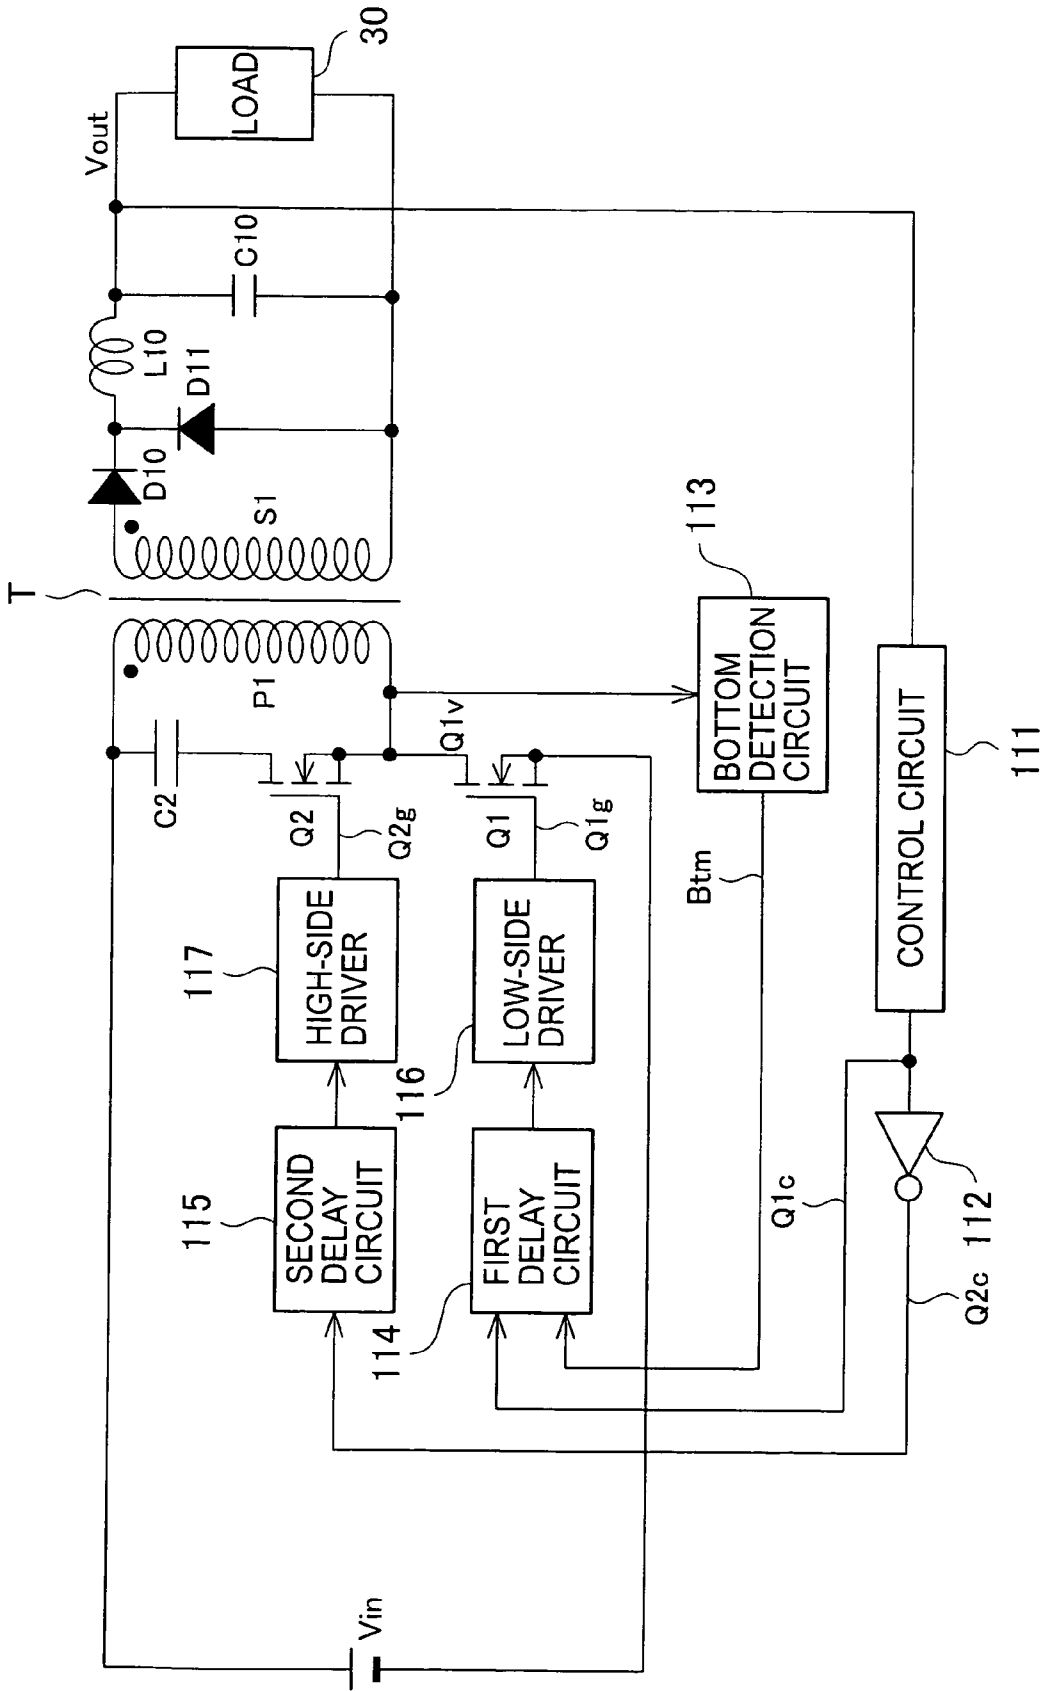 T
Vout
30
LOAD
C10
L10
D11
D10
S1
P1
C2
Q2
Q2g
Q1v
Q1
Q1g
117
HIGH-SIDE
DRIVER
116
LOW-SIDE
DRIVER
115
SECOND
DELAY
CIRCUIT
114
FIRST
DELAY
CIRCUIT
113
BOTTOM
DETECTION
CIRCUIT
Btm
CONTROL CIRCUIT
111
Q1c
112
Q2c
Vin